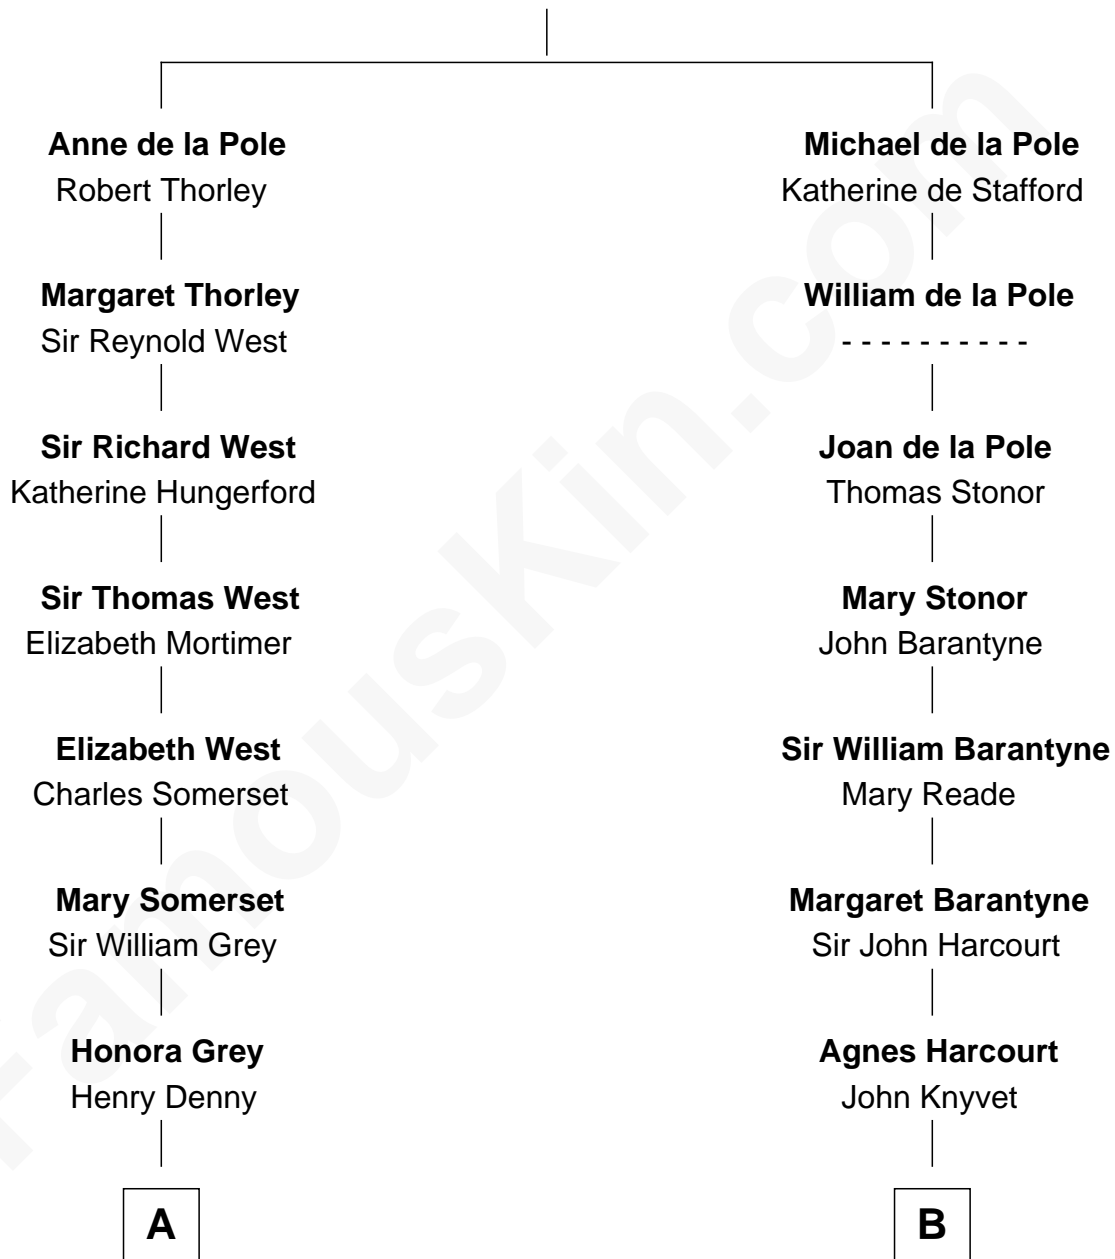 Anne de la Pole
Robert Thorley
Margaret Thorley
Sir Reynold West
Sir Richard West
Katherine Hungerford
Sir Thomas West
Elizabeth Mortimer
Elizabeth West
Charles Somerset
Mary Somerset
Sir William Grey
Honora Grey
Henry Denny
A
Michael de la Pole
Katherine de Stafford
William de la Pole
- - - - - - - - - -
Joan de la Pole
Thomas Stonor
Mary Stonor
John Barantyne
Sir William Barantyne
Mary Reade
Margaret Barantyne
Sir John Harcourt
Agnes Harcourt
John Knyvet
B
FamousKin.com